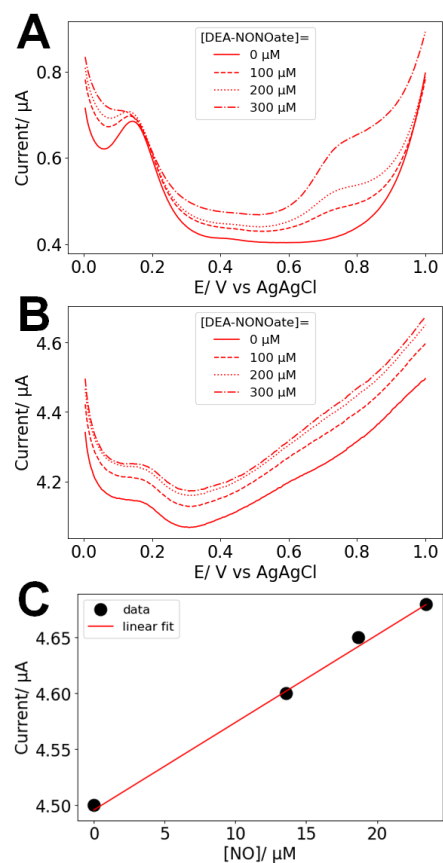 A
[DEA-NONOate]=
0 μM
100 μM
200 μM
300 μM
Current/ μA
0.8
0.6
0.4
0.0 0.2 0.4 0.6 0.8 1.0
E/ V vs AgAgCl
B
[DEA-NONOate]=
0 μM
100 μM
200 μM
300 μM
Current/ μA
4.6
4.4
4.2
0.0 0.2 0.4 0.6 0.8 1.0
E/ V vs AgAgCl
C
data
linear fit
Current/ μA
4.65
4.60
4.55
4.50
0 5 10 15 20
[NO]/ μM